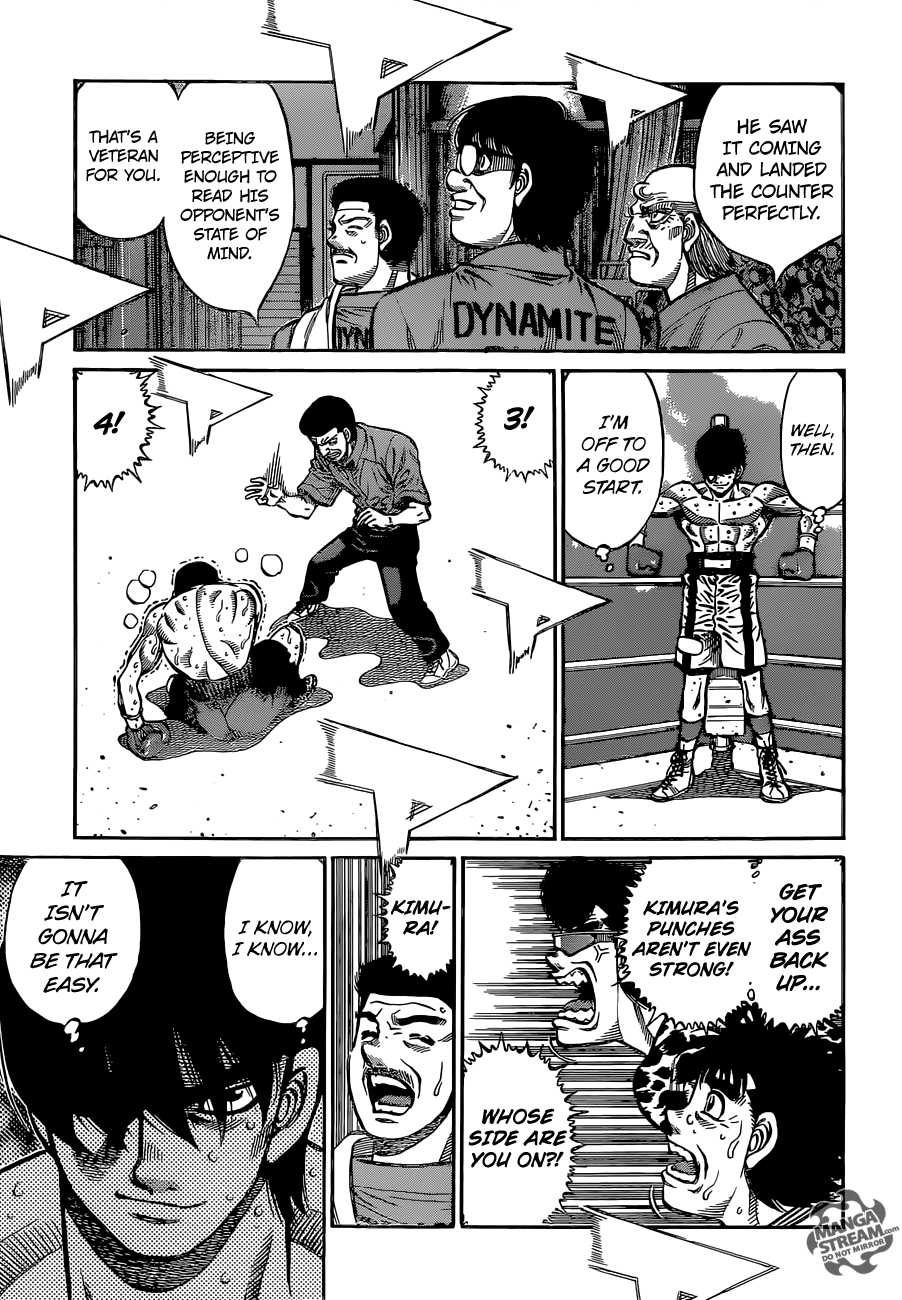 HE SAW
IT COMING
AND LANDED
THE COUNTER
PERFECTLY.
BEING
PERCEPTIVE
ENOUGH TO
READ HIS
OPPONENT'S
STATE OF
MIND.
THAT'S A
VETERAN
FOR YOU.
DYN
DYNAMITE
WELL,
THEN.
I'M
OFF TO
A GOOD
START.
3!
4!
GET
YOUR
ASS
BACK
UP...
KIMURA'S
PUNCHES
AREN'T EVEN
STRONG!
WHOSE
SIDE ARE
YOU ON?!
KIMU-
RA!
I KNOW,
I KNOW...
IT
ISN'T
GONNA
BE THAT
EASY.
MANGA
STREAM.com
DO NOT MIRROR